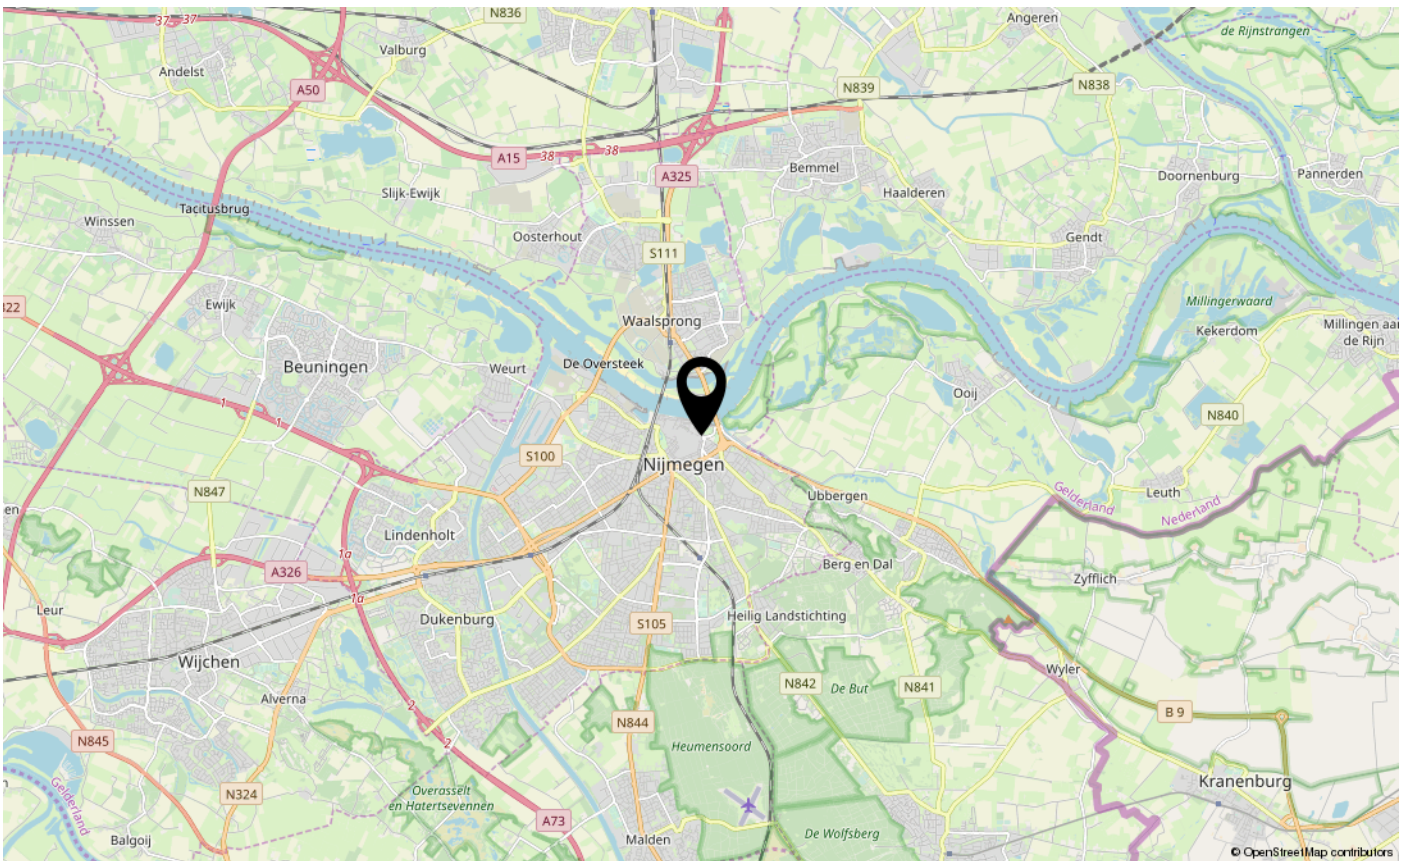 N836
Angeren
de Rijnstrangen
37
37
Valburg
Andelst
A50
N839
N838
A15
38
38
A325
Bemmel
Doornenburg
Pannerden
Slijk-Ewijk
Haalderen
Tacitusbrug
Winssen
Oosterhout
Gendt
S111
Ewijk
Millingerwaard
322
Waalsprong
Kekerdom
Millingen aan
de Rijn
De Oversteek
Beuningen
Weurt
Ooij
1
N840
1
S100
Nijmegen
N847
Ubbergen
Leuth
Gelderland
Nederland
Lindenholt
1a
Berg en Dal
A326
Zyfflich
1a
Leur
Dukenburg
S105
Heilig Landstichting
Wijchen
Wyler
N842
De But
N841
Alverna
2
B 9
N844
N845
2
Heumensoord
Kranenburg
Gelderland
N324
Overasselt
en Hatertsevennen
A73
De Wolfsberg
Balgoij
Malden
© OpenStreetMap contributors